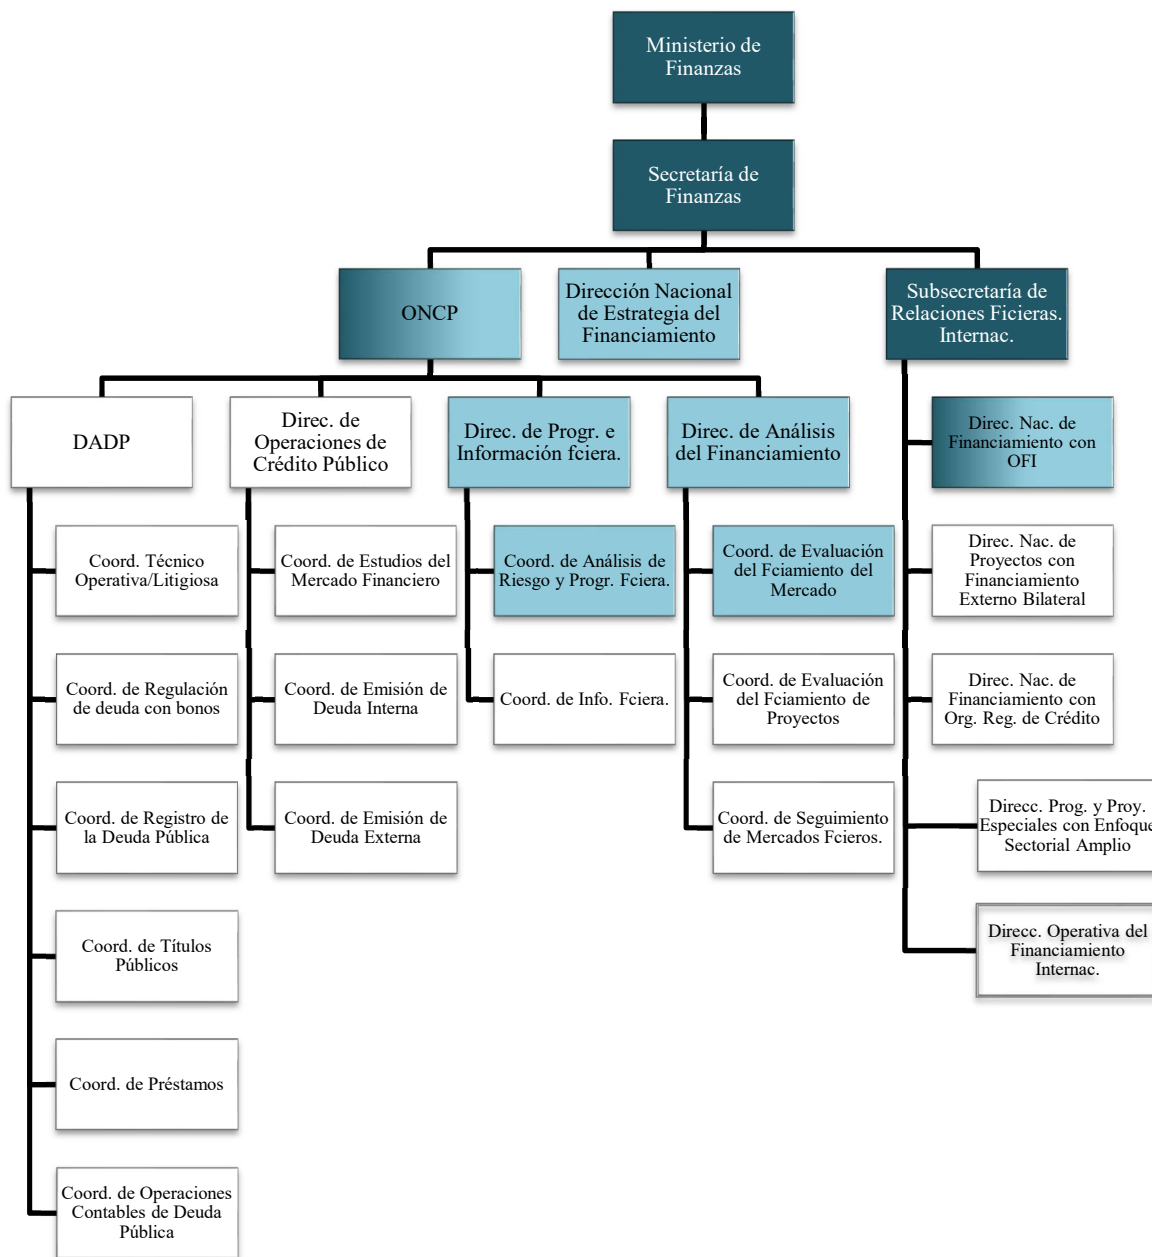 Ministerio de
Finanzas
Secretaría de
Finanzas
ONCP
Dirección Nacional
de Estrategia del
Financiamiento
Subsecretaría de
Relaciones Ficieras.
Internac.
DADP
Direc. de
Operaciones de
Crédito Público
Direc. de Progr. e
Información fciera.
Direc. de Análisis
del Financiamiento
Direc. Nac. de
Financiamiento con
OFI
Coord. Técnico
Operativa/Litigiosa
Coord. de Estudios del
Mercado Financiero
Coord. de Análisis de
Riesgo y Progr. Fciera.
Coord. de Evaluación
del Fciamiento del
Mercado
Direc. Nac. de
Proyectos con
Financiamiento
Externo Bilateral
Coord. de Regulación
de deuda con bonos
Coord. de Emisión de
Deuda Interna
Coord. de Info. Fciera.
Coord. de Evaluación
del Fciamiento de
Proyectos
Direc. Nac. de
Financiamiento con
Org. Reg. de Crédito
Coord. de Registro de
la Deuda Pública
Coord. de Emisión de
Deuda Externa
Coord. de Seguimiento
de Mercados Fcieros.
Direcc. Prog. y Proy.
Especiales con Enfoque
Sectorial Amplio
Coord. de Títulos
Públicos
Direcc. Operativa del
Financiamiento
Internac.
Coord. de Préstamos
Coord. de Operaciones
Contables de Deuda
Pública